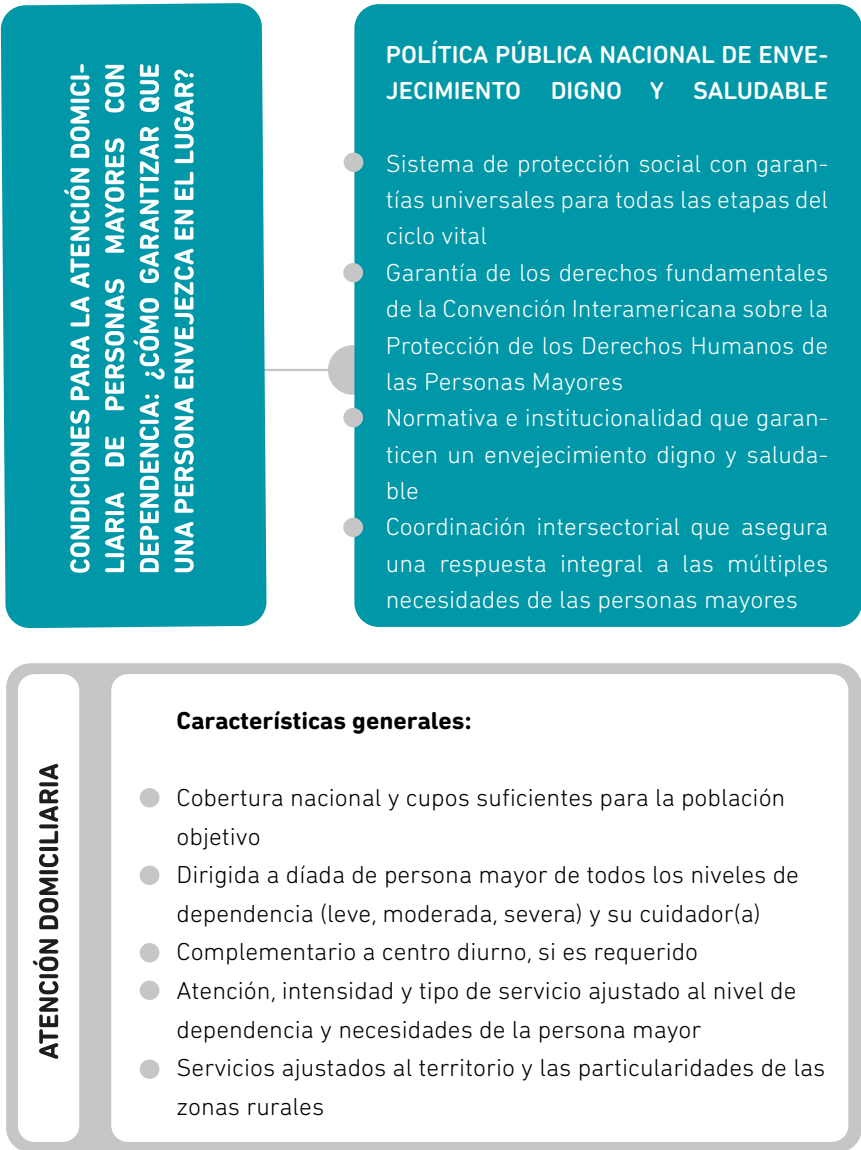 CONDICIONES PARA LA ATENCIÓN DOMICI-
LIARIA DE PERSONAS MAYORES CON
DEPENDENCIA: ¿CÓMO GARANTIZAR QUE
UNA PERSONA ENVEJEZCA EN EL LUGAR?
POLÍTICA PÚBLICA NACIONAL DE ENVE-
JECIMIENTO DIGNO Y SALUDABLE
Sistema de protección social con garan-
tías universales para todas las etapas del
ciclo vital
Garantía de los derechos fundamentales
de la Convención Interamericana sobre la
Protección de los Derechos Humanos de
las Personas Mayores
Normativa e institucionalidad que garan-
ticen un envejecimiento digno y saluda-
ble
Coordinación intersectorial que asegura
una respuesta integral a las múltiples
necesidades de las personas mayores
ATENCIÓN DOMICILIARIA
Características generales:
Cobertura nacional y cupos suficientes para la población
objetivo
Dirigida a díada de persona mayor de todos los niveles de
dependencia (leve, moderada, severa) y su cuidador(a)
Complementario a centro diurno, si es requerido
Atención, intensidad y tipo de servicio ajustado al nivel de
dependencia y necesidades de la persona mayor
Servicios ajustados al territorio y las particularidades de las
zonas rurales